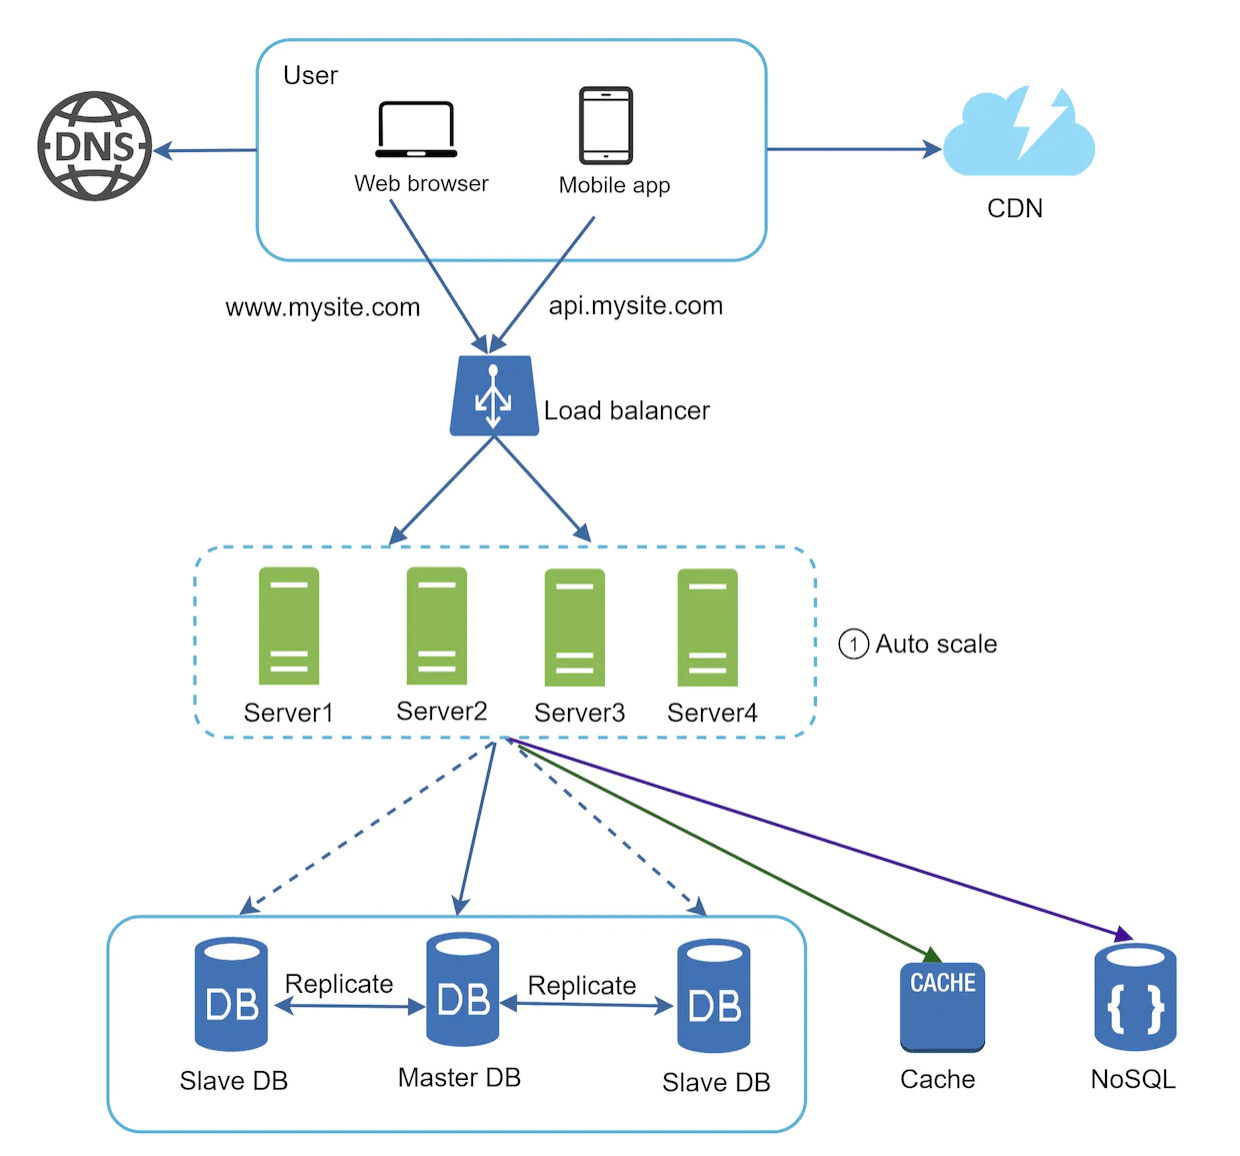 User
DNS
Web browser
Mobile app
CDN
www.mysite.com
api.mysite.com
Load balancer
Server1
Server2
Server3
Server4
1 Auto scale
Replicate
Replicate
DB
DB
DB
CACHE
{ }
Slave DB
Master DB
Slave DB
Cache
NoSQL